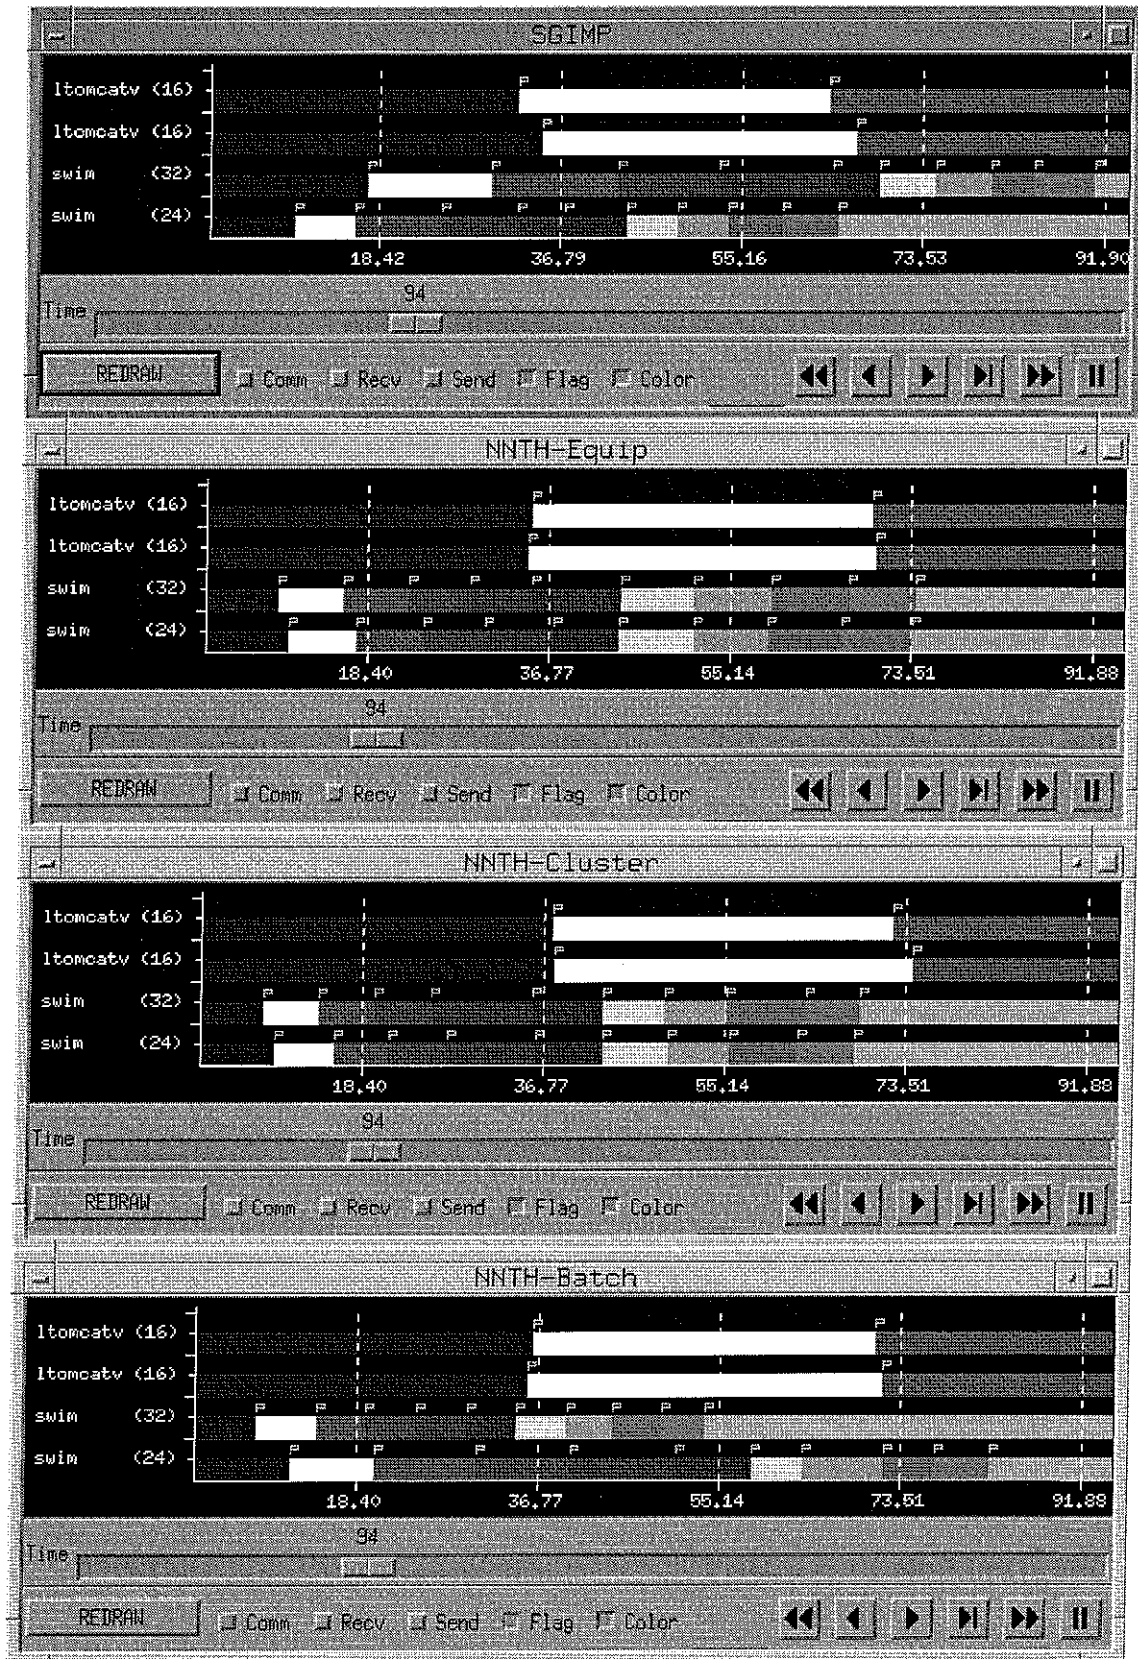 SGIMP
ltomcatv (16)
ltomcatv (16)
swim (32)
swim (24)
18.42 36.79 55.16 73.53 91.90
94
Time
REDRAW Comm Recv Send Flag Color
NNTH-Equip
ltomcatv (16)
ltomcatv (16)
swim (32)
swim (24)
18.40 36.77 55.14 73.51 91.88
94
Time
REDRAW Comm Recv Send Flag Color
NNTH-Cluster
ltomcatv (16)
ltomcatv (16)
swim (32)
swim (24)
18.40 36.77 55.14 73.51 91.88
94
Time
REDRAW Comm Recv Send Flag Color
NNTH-Batch
ltomcatv (16)
ltomcatv (16)
swim (32)
swim (24)
18.40 36.77 55.14 73.51 91.88
94
Time
REDRAW Comm Recv Send Flag Color